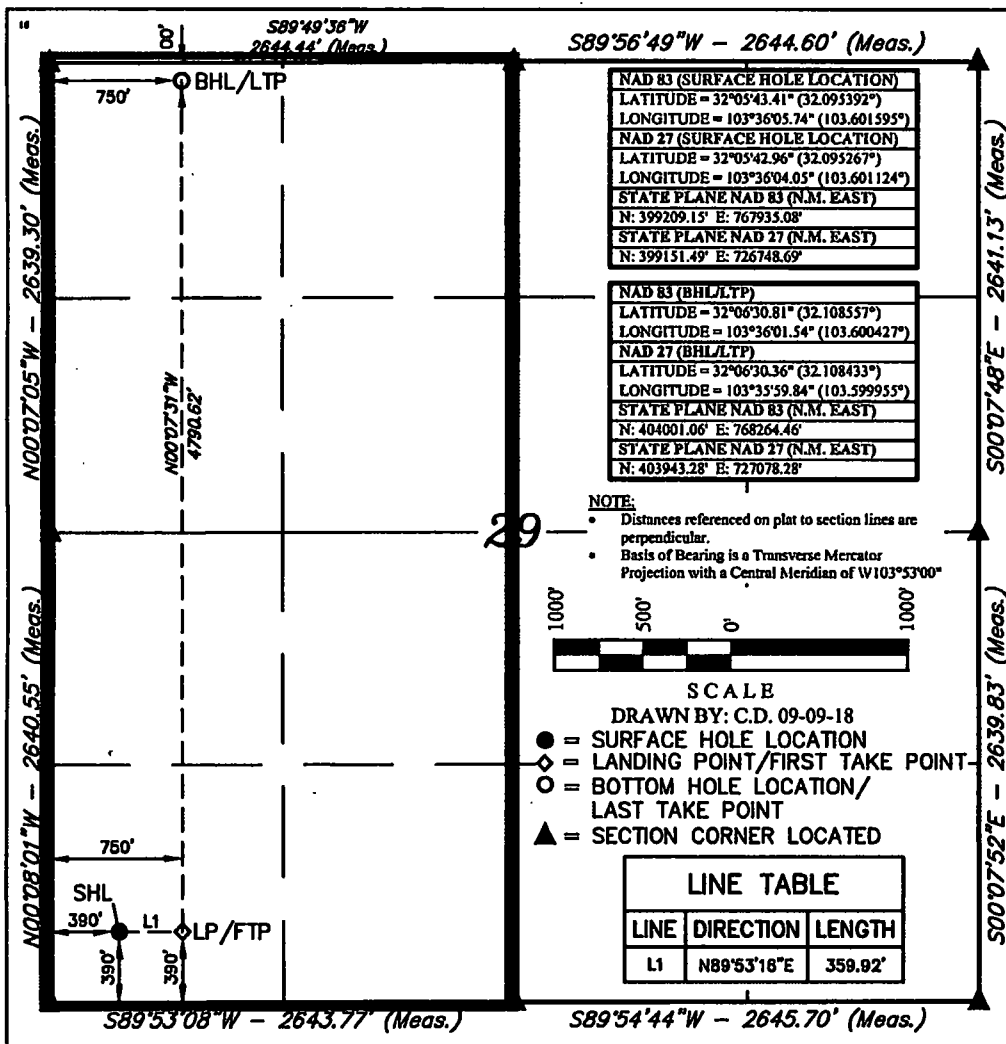 S89°49'36"W
2644.44' (Meas.)
S89°56'49"W – 2644.60' (Meas.)
00'
750'
BHL/LTP
N00°07'05"W – 2639.30' (Meas.)
N00°07'31"W
4790.62'
NAD 83 (SURFACE HOLE LOCATION)
LATITUDE = 32°05'43.41" (32.095392°)
LONGITUDE = 103°36'05.74" (103.601595°)
NAD 27 (SURFACE HOLE LOCATION)
LATITUDE = 32°05'42.96" (32.095267°)
LONGITUDE = 103°36'04.05" (103.601124°)
STATE PLANE NAD 83 (N.M. EAST)
N: 399209.15' E: 767935.08'
STATE PLANE NAD 27 (N.M. EAST)
N: 399151.49' E: 726748.69'
S00°07'48"E – 2641.13' (Meas.)
NAD 83 (BHL/LTP)
LATITUDE = 32°06'30.81" (32.108557°)
LONGITUDE = 103°36'01.54" (103.600427°)
NAD 27 (BHL/LTP)
LATITUDE = 32°06'30.36" (32.108433°)
LONGITUDE = 103°35'59.84" (103.599955°)
STATE PLANE NAD 83 (N.M. EAST)
N: 404001.06' E: 768264.46'
STATE PLANE NAD 27 (N.M. EAST)
N: 403943.28' E: 727078.28'
29
NOTE:
• Distances referenced on plat to section lines are
perpendicular.
• Basis of Bearing is a Transverse Mercator
Projection with a Central Meridian of W103°53'00"
1000' 500' 0' 1000'
SCALE
DRAWN BY: C.D. 09-09-18
= SURFACE HOLE LOCATION
= LANDING POINT/FIRST TAKE POINT
= BOTTOM HOLE LOCATION/
LAST TAKE POINT
= SECTION CORNER LOCATED
N00°08'01"W – 2640.55' (Meas.)
S00°07'52"E – 2639.83' (Meas.)
750'
SHL
390' L1 LP/FTP
390' 390'
LINE TABLE
LINE DIRECTION LENGTH
L1 N89°53'16"E 359.92'
S89°53'08"W – 2643.77' (Meas.)
S89°54'44"W – 2645.70' (Meas.)